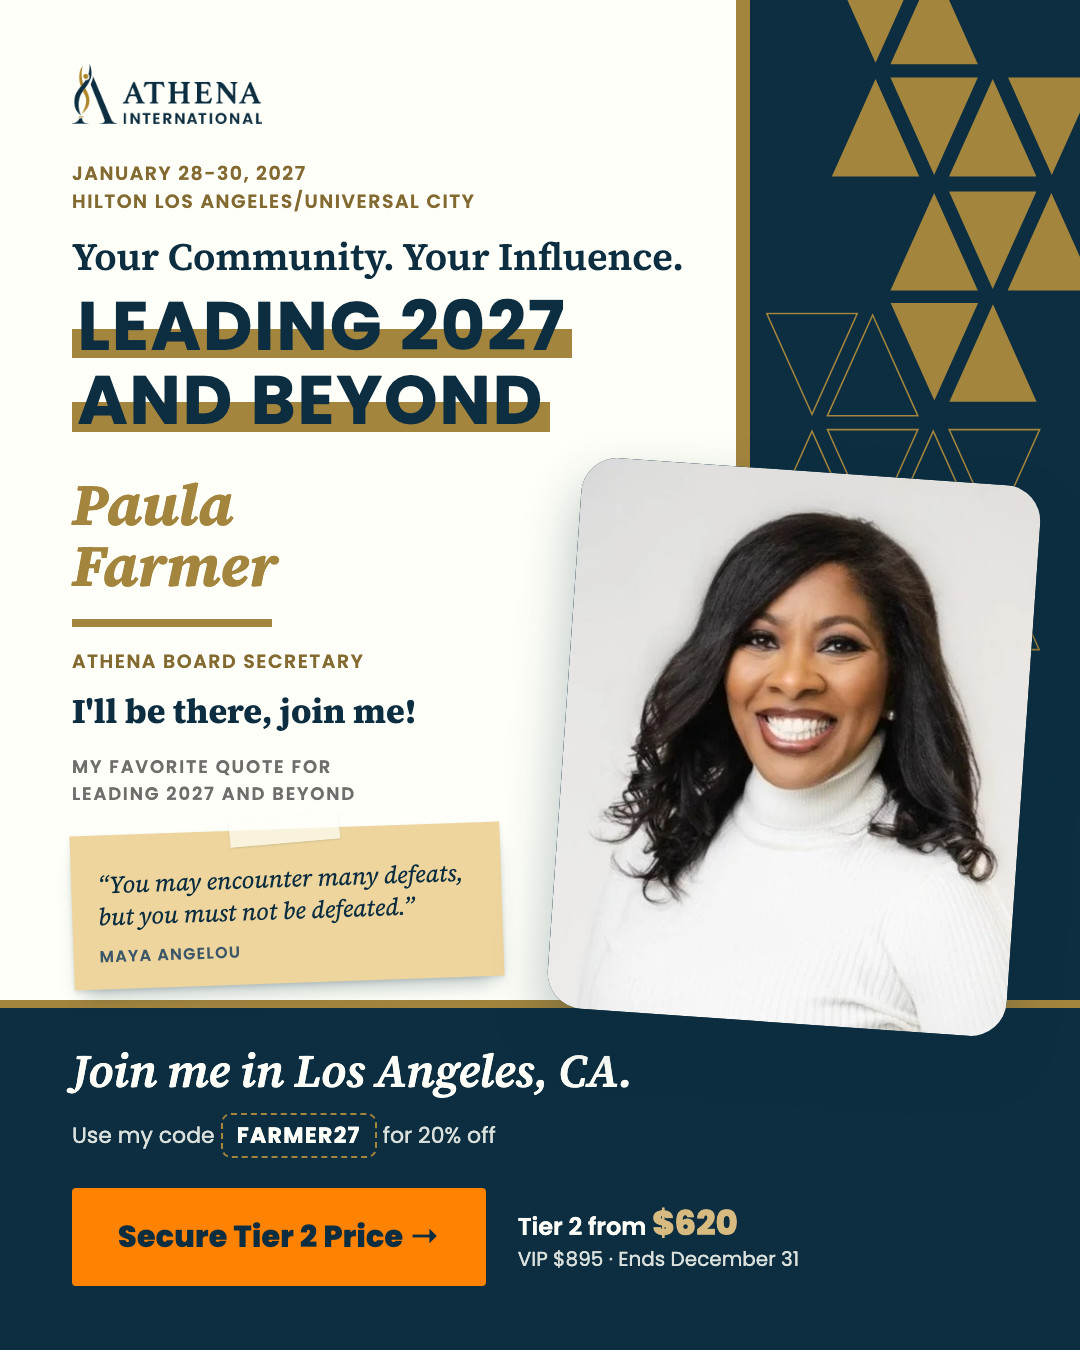 ATHENA
INTERNATIONAL
JANUARY 28-30, 2027
HILTON LOS ANGELES/UNIVERSAL CITY
Your Community. Your Influence.
LEADING 2027
AND BEYOND
Paula
Farmer
ATHENA BOARD SECRETARY
I'll be there, join me!
MY FAVORITE QUOTE FOR
LEADING 2027 AND BEYOND
“You may encounter many defeats,
but you must not be defeated.”
MAYA ANGELOU
Join me in Los Angeles, CA.
Use my code FARMER27 for 20% off
Secure Tier 2 Price →
Tier 2 from $620
VIP $895 · Ends December 31